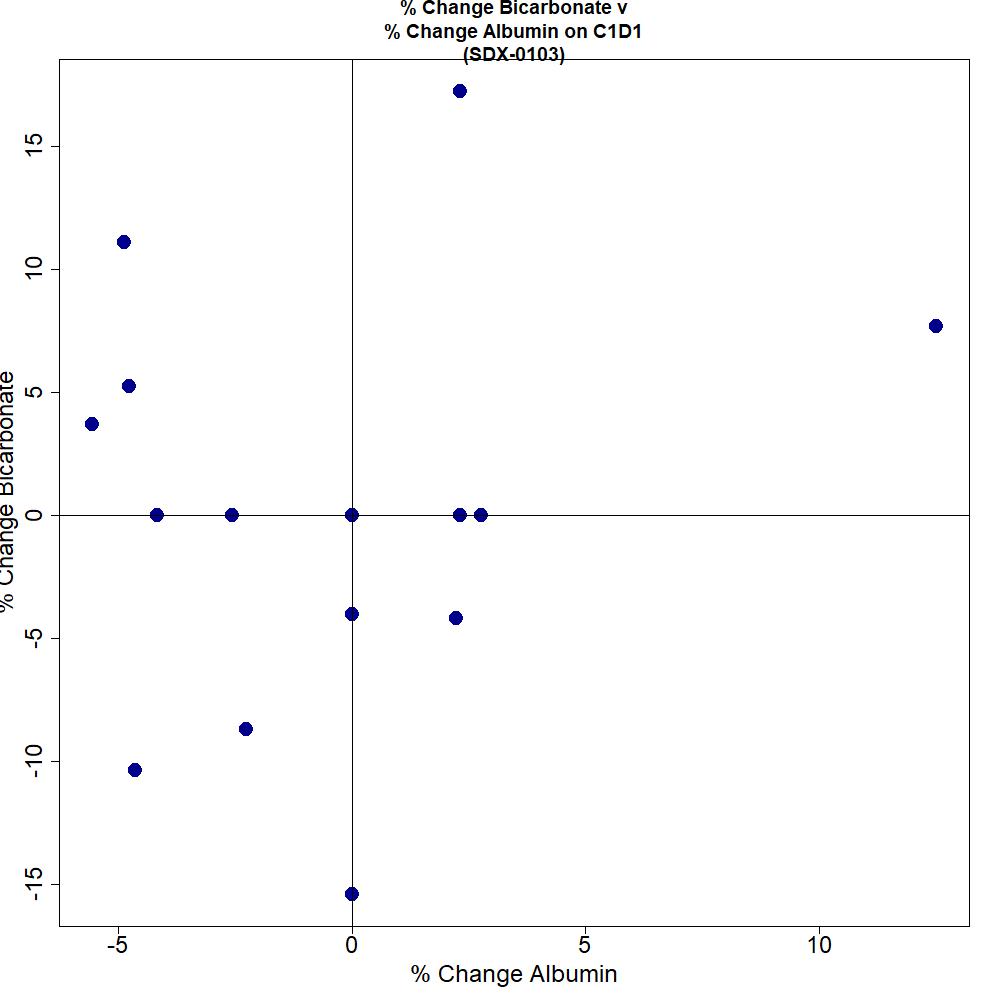 % Change Bicarbonate v
% Change Albumin on C1D1
(SDX-0103)
% Change Bicarbonate
15
10
5
0
-5
-10
-15
-5
0
5
10
% Change Albumin